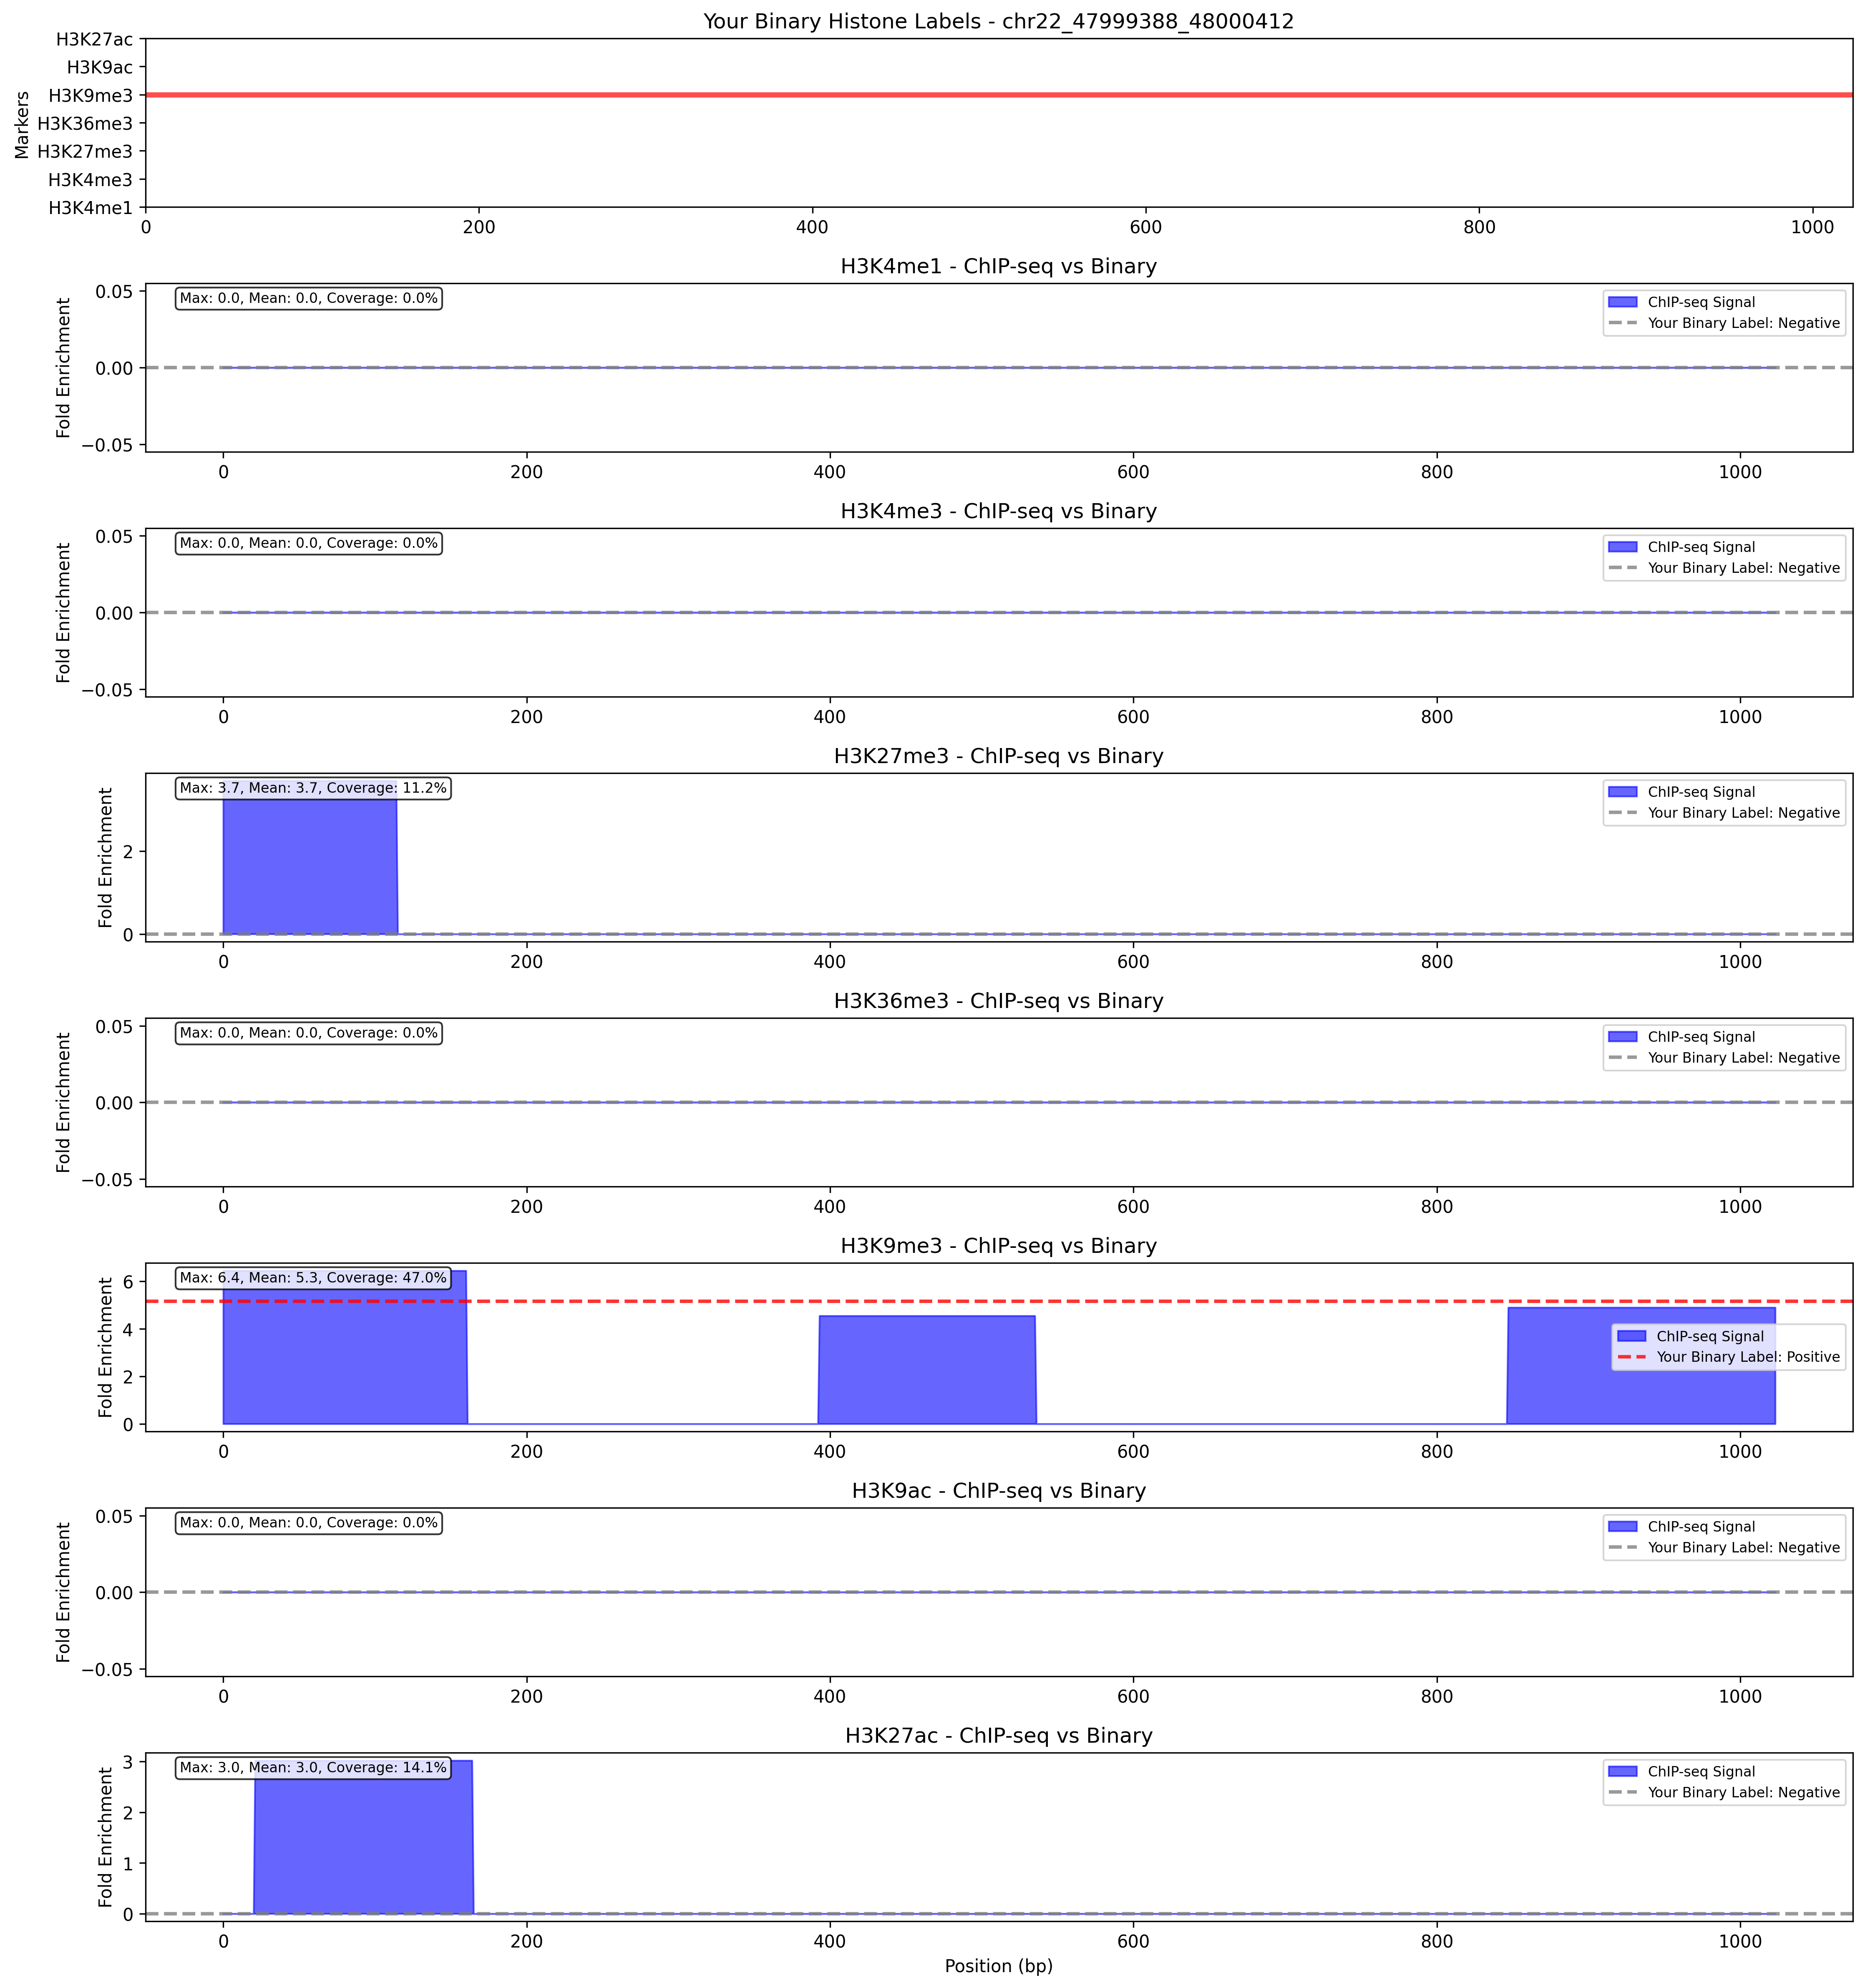 Your Binary Histone Labels - chr22_47999388_48000412
Markers
H3K27ac
H3K9ac
H3K9me3
H3K36me3
H3K27me3
H3K4me3
H3K4me1
0 200 400 600 800 1000
H3K4me1 - ChIP-seq vs Binary
Fold Enrichment
Max: 0.0, Mean: 0.0, Coverage: 0.0%
ChIP-seq Signal
Your Binary Label: Negative
0.05
0.00
−0.05
0 200 400 600 800 1000
H3K4me3 - ChIP-seq vs Binary
Fold Enrichment
Max: 0.0, Mean: 0.0, Coverage: 0.0%
ChIP-seq Signal
Your Binary Label: Negative
0.05
0.00
−0.05
0 200 400 600 800 1000
H3K27me3 - ChIP-seq vs Binary
Fold Enrichment
Max: 3.7, Mean: 3.7, Coverage: 11.2%
ChIP-seq Signal
Your Binary Label: Negative
2
0
0 200 400 600 800 1000
H3K36me3 - ChIP-seq vs Binary
Fold Enrichment
Max: 0.0, Mean: 0.0, Coverage: 0.0%
ChIP-seq Signal
Your Binary Label: Negative
0.05
0.00
−0.05
0 200 400 600 800 1000
H3K9me3 - ChIP-seq vs Binary
Fold Enrichment
Max: 6.4, Mean: 5.3, Coverage: 47.0%
ChIP-seq Signal
Your Binary Label: Positive
6
4
2
0
0 200 400 600 800 1000
H3K9ac - ChIP-seq vs Binary
Fold Enrichment
Max: 0.0, Mean: 0.0, Coverage: 0.0%
ChIP-seq Signal
Your Binary Label: Negative
0.05
0.00
−0.05
0 200 400 600 800 1000
H3K27ac - ChIP-seq vs Binary
Fold Enrichment
Max: 3.0, Mean: 3.0, Coverage: 14.1%
ChIP-seq Signal
Your Binary Label: Negative
3
2
1
0
0 200 400 600 800 1000
Position (bp)